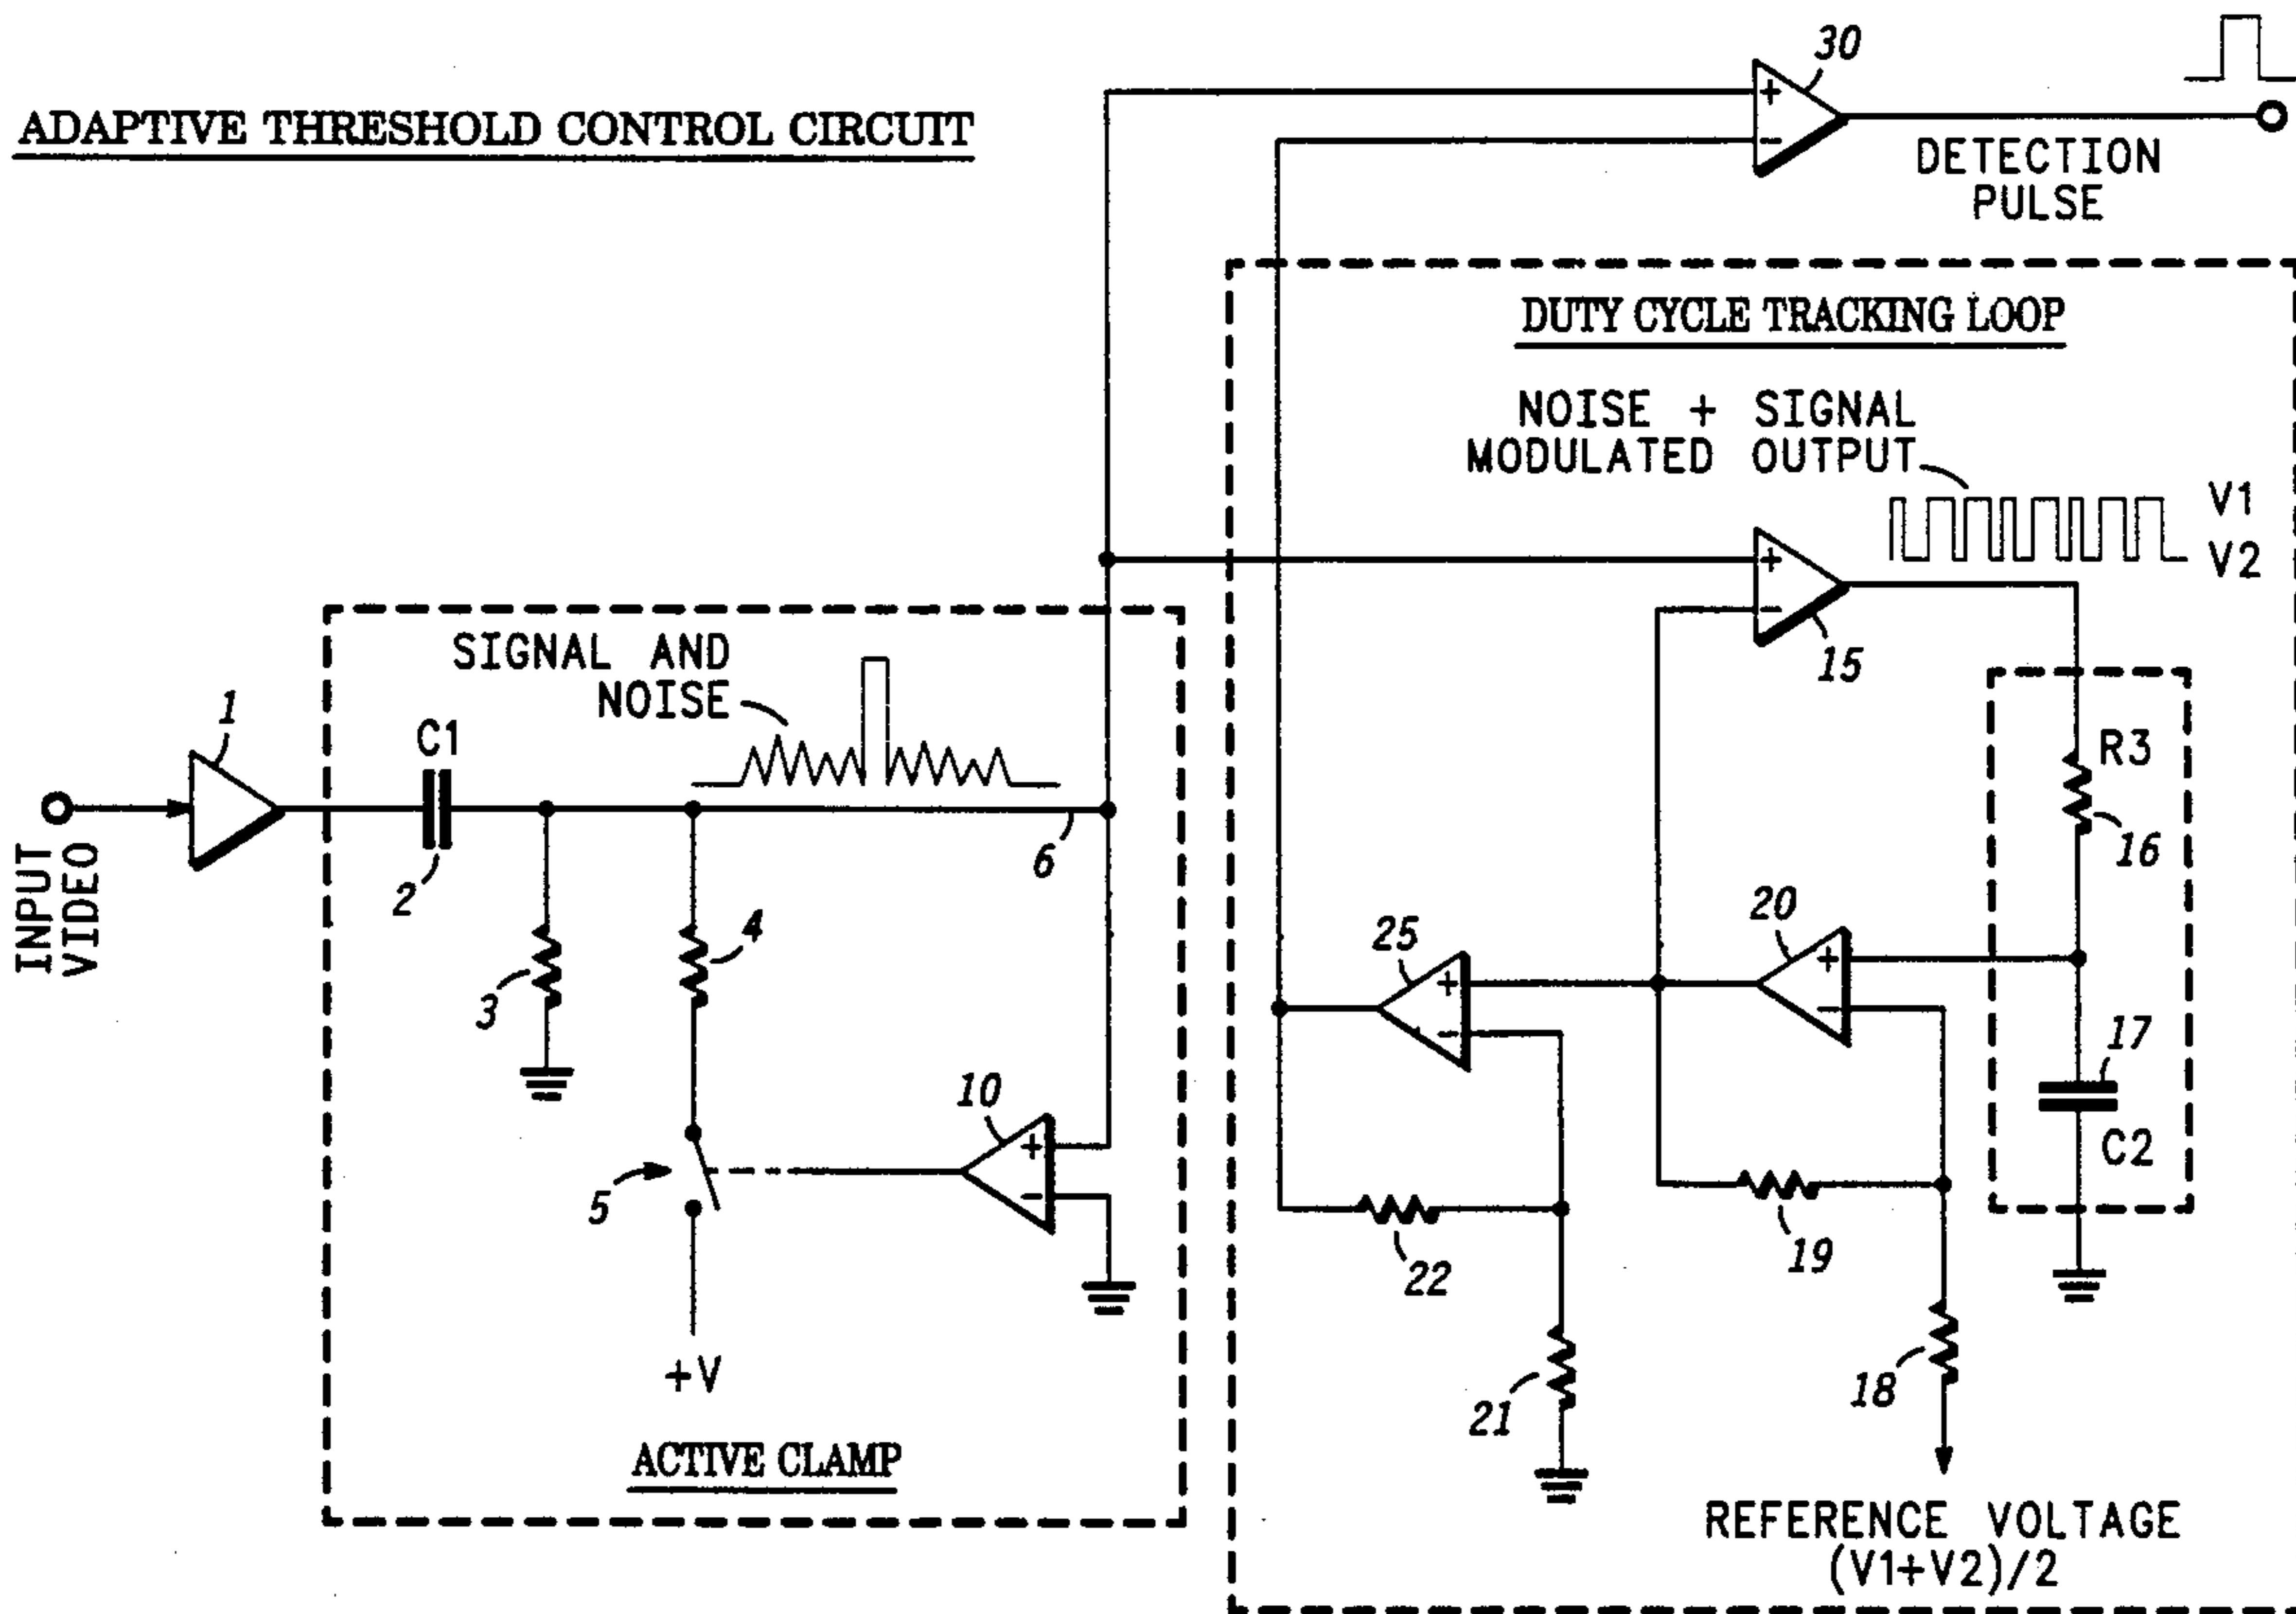 ADAPTIVE THRESHOLD CONTROL CIRCUIT
30
+
-
DETECTION
PULSE
DUTY CYCLE TRACKING LOOP
NOISE + SIGNAL
MODULATED OUTPUT
V1
V2
+
-
15
SIGNAL AND
NOISE
1
C1
2
6
INPUT
VIDEO
3
4
5
10
+
-
+V
ACTIVE CLAMP
R3
16
20
+
-
25
+
-
17
C2
19
22
18
21
REFERENCE VOLTAGE
(V1+V2)/2